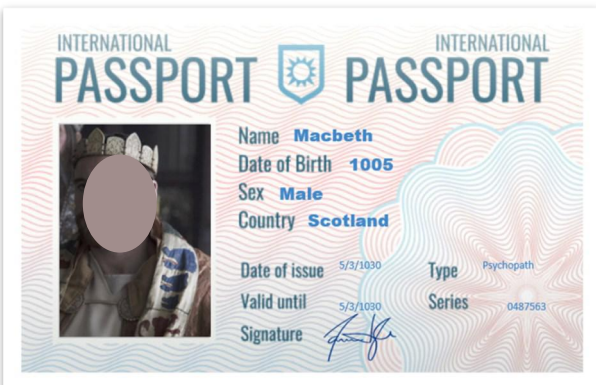 INTERNATIONAL INTERNATIONAL
PASSPORT PASSPORT
Name Macbeth
Date of Birth 1005
Sex Male
Country Scotland
Date of issue 5/3/1030 Type Psychopath
Valid until 5/3/1030 Series 0487563
Signature